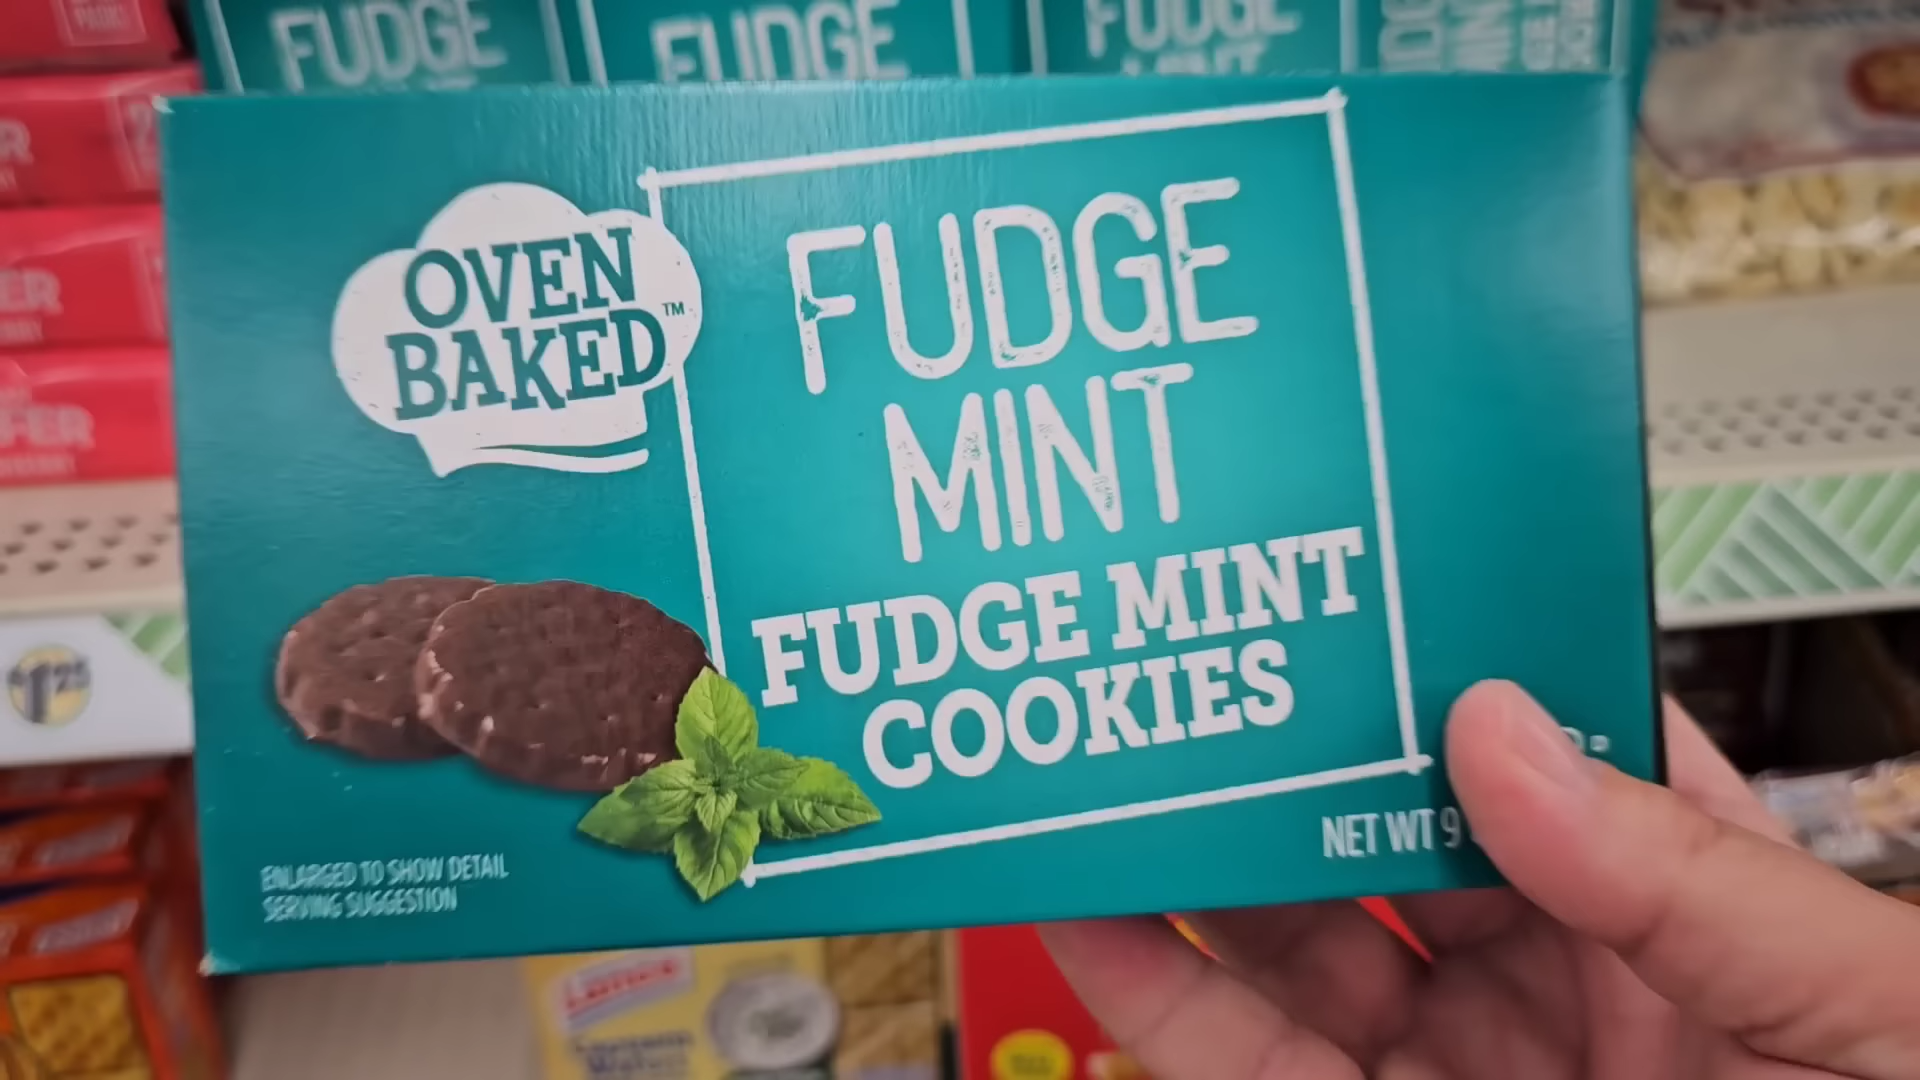 FUDGE
FUDGE
FUDGE
OVEN
BAKED™
FUDGE
MINT
FUDGE MINT
COOKIES
NET WT 9
ENLARGED TO SHOW DETAIL
SERVING SUGGESTION
$1.25